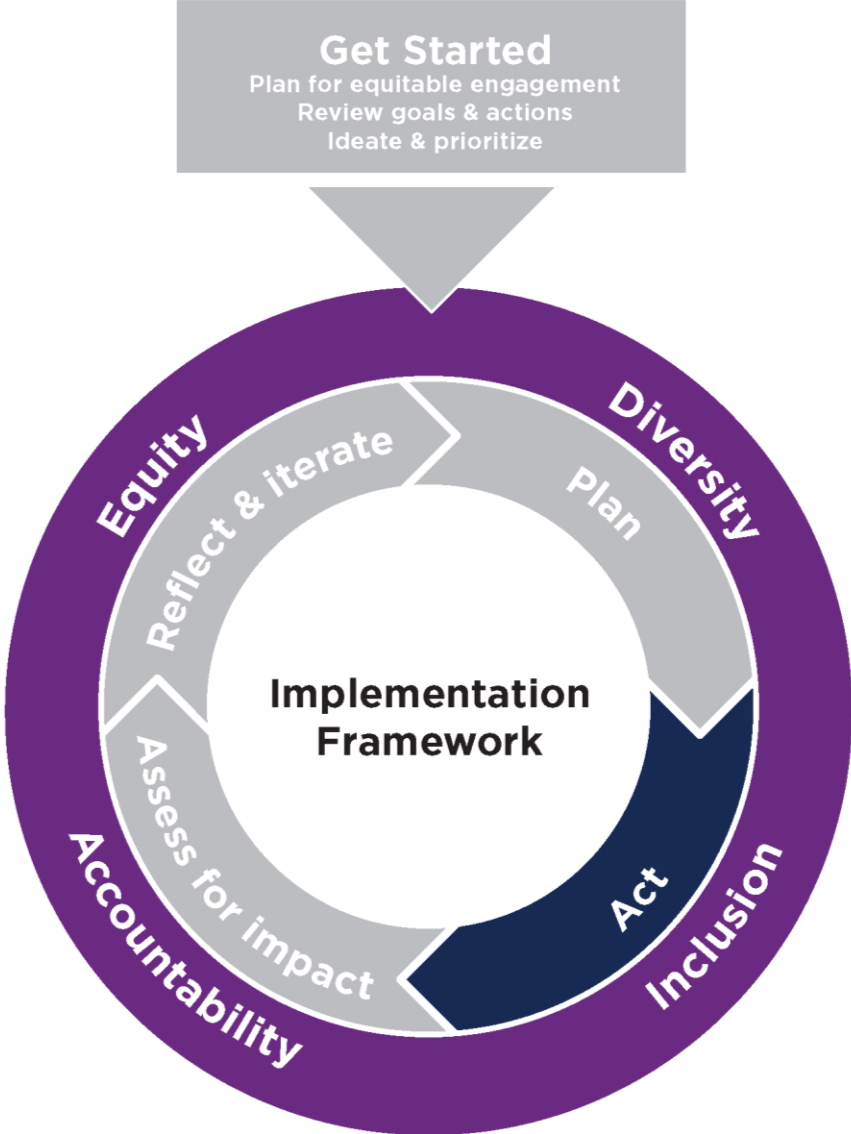 Get Started
Plan for equitable engagement
Review goals & actions
Ideate & prioritize
Equity
Diversity
Reflect & iterate
Plan
Implementation
Framework
Assess for impact
Act
Accountability
Inclusion